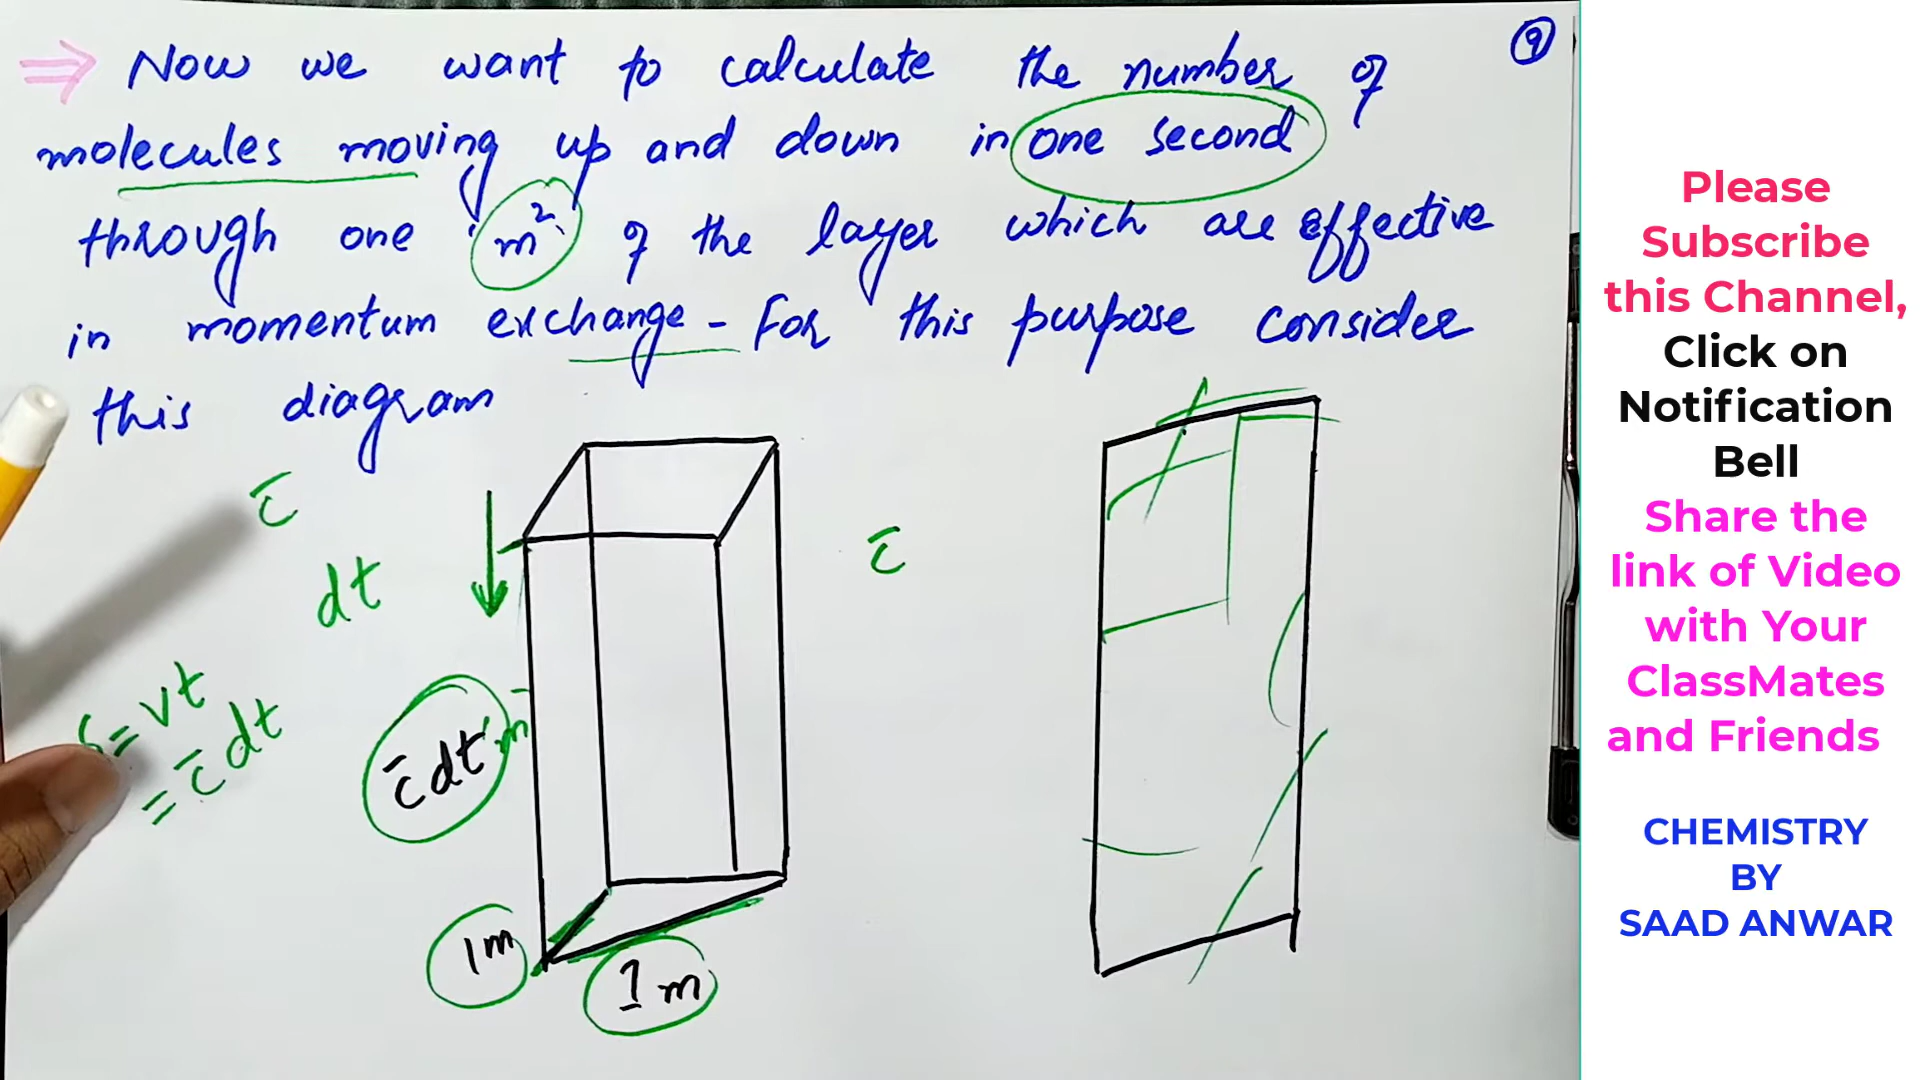 ⇒ Now we want to calculate the number of
molecules moving up and down in one second
through one m² of the layer which are effective
in momentum exchange - For this purpose consider
this diagram
9
c̄
dt
c̄
S = vt
= c̄ dt
c̄ dt m
1m
1 m
Please
Subscribe
this Channel,
Click on
Notification
Bell
Share the
link of Video
with Your
ClassMates
and Friends
CHEMISTRY
BY
SAAD ANWAR